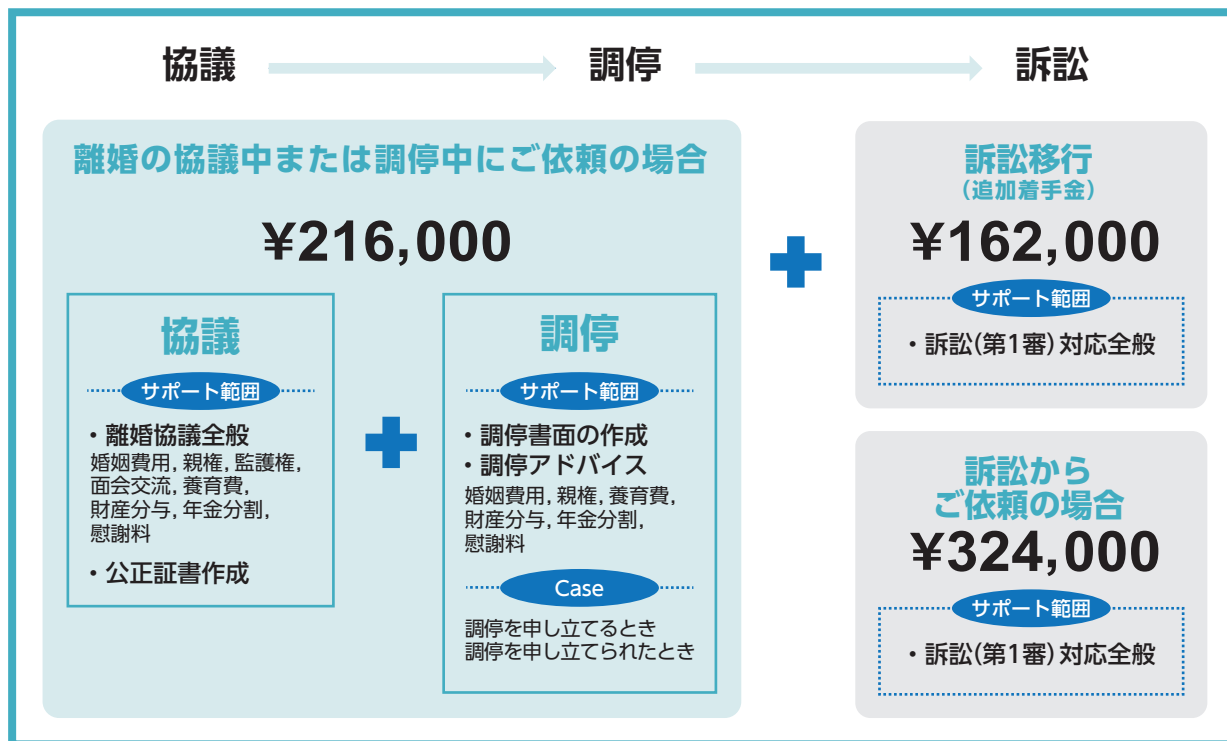 協議
調停
訴訟
離婚の協議中または調停中にご依頼の場合
¥216,000
協議
サポート範囲
・離婚協議全般
婚姻費用, 親権, 監護権,
面会交流, 養育費,
財産分与, 年金分割,
慰謝料
・公正証書作成
調停
サポート範囲
・調停書面の作成
・調停アドバイス
婚姻費用, 親権, 養育費,
財産分与, 年金分割,
慰謝料
Case
調停を申し立てるとき
調停を申し立てられたとき
訴訟移行
(追加着手金)
¥162,000
サポート範囲
・訴訟(第1審)対応全般
訴訟から
ご依頼の場合
¥324,000
サポート範囲
・訴訟(第1審)対応全般